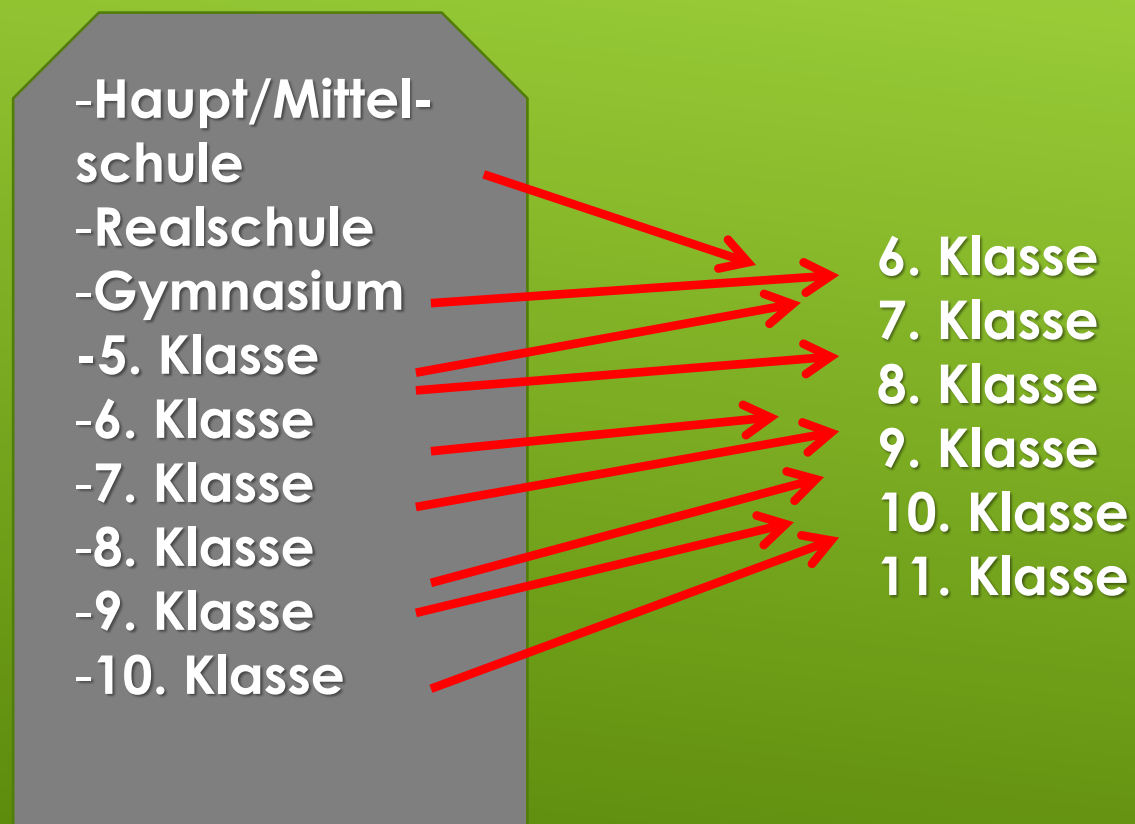 -Haupt/Mittel-
schule
-Realschule
-Gymnasium
-5. Klasse
-6. Klasse
-7. Klasse
-8. Klasse
-9. Klasse
-10. Klasse
6. Klasse
7. Klasse
8. Klasse
9. Klasse
10. Klasse
11. Klasse